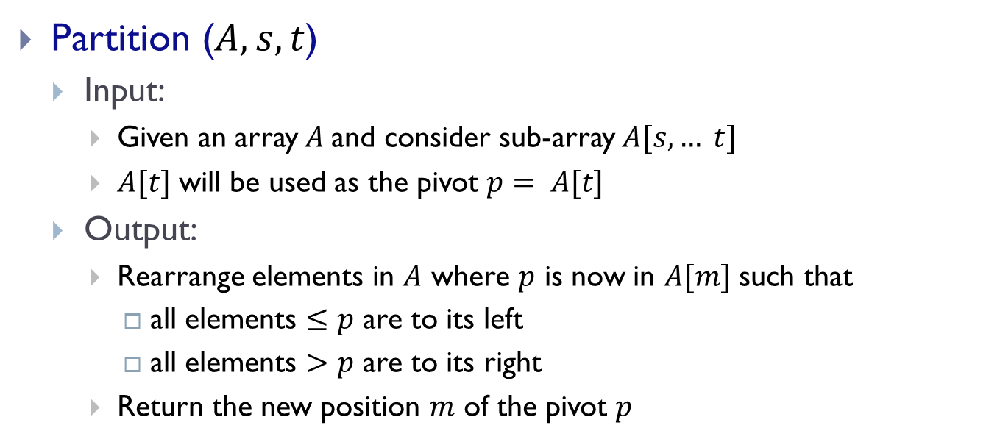 Partition (A, s, t)
Input:
Given an array A and consider sub-array A[s, … t]
A[t] will be used as the pivot p = A[t]
Output:
Rearrange elements in A where p is now in A[m] such that
all elements ≤ p are to its left
all elements > p are to its right
Return the new position m of the pivot p